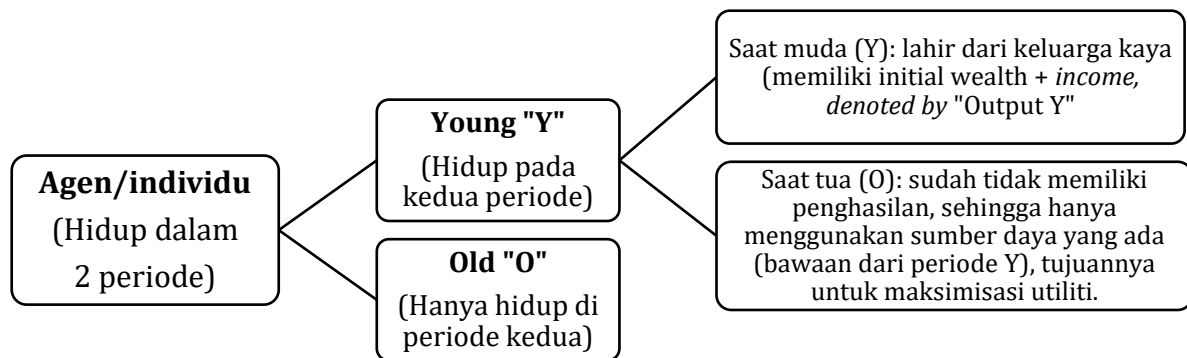 Agen/individu
(Hidup dalam
2 periode)
Young "Y"
(Hidup pada
kedua periode)
Old "O"
(Hanya hidup di
periode kedua)
Saat muda (Y): lahir dari keluarga kaya
(memiliki initial wealth + income,
denoted by "Output Y"
Saat tua (O): sudah tidak memiliki
penghasilan, sehingga hanya
menggunakan sumber daya yang ada
(bawaan dari periode Y), tujuannya
untuk maksimisasi utiliti.